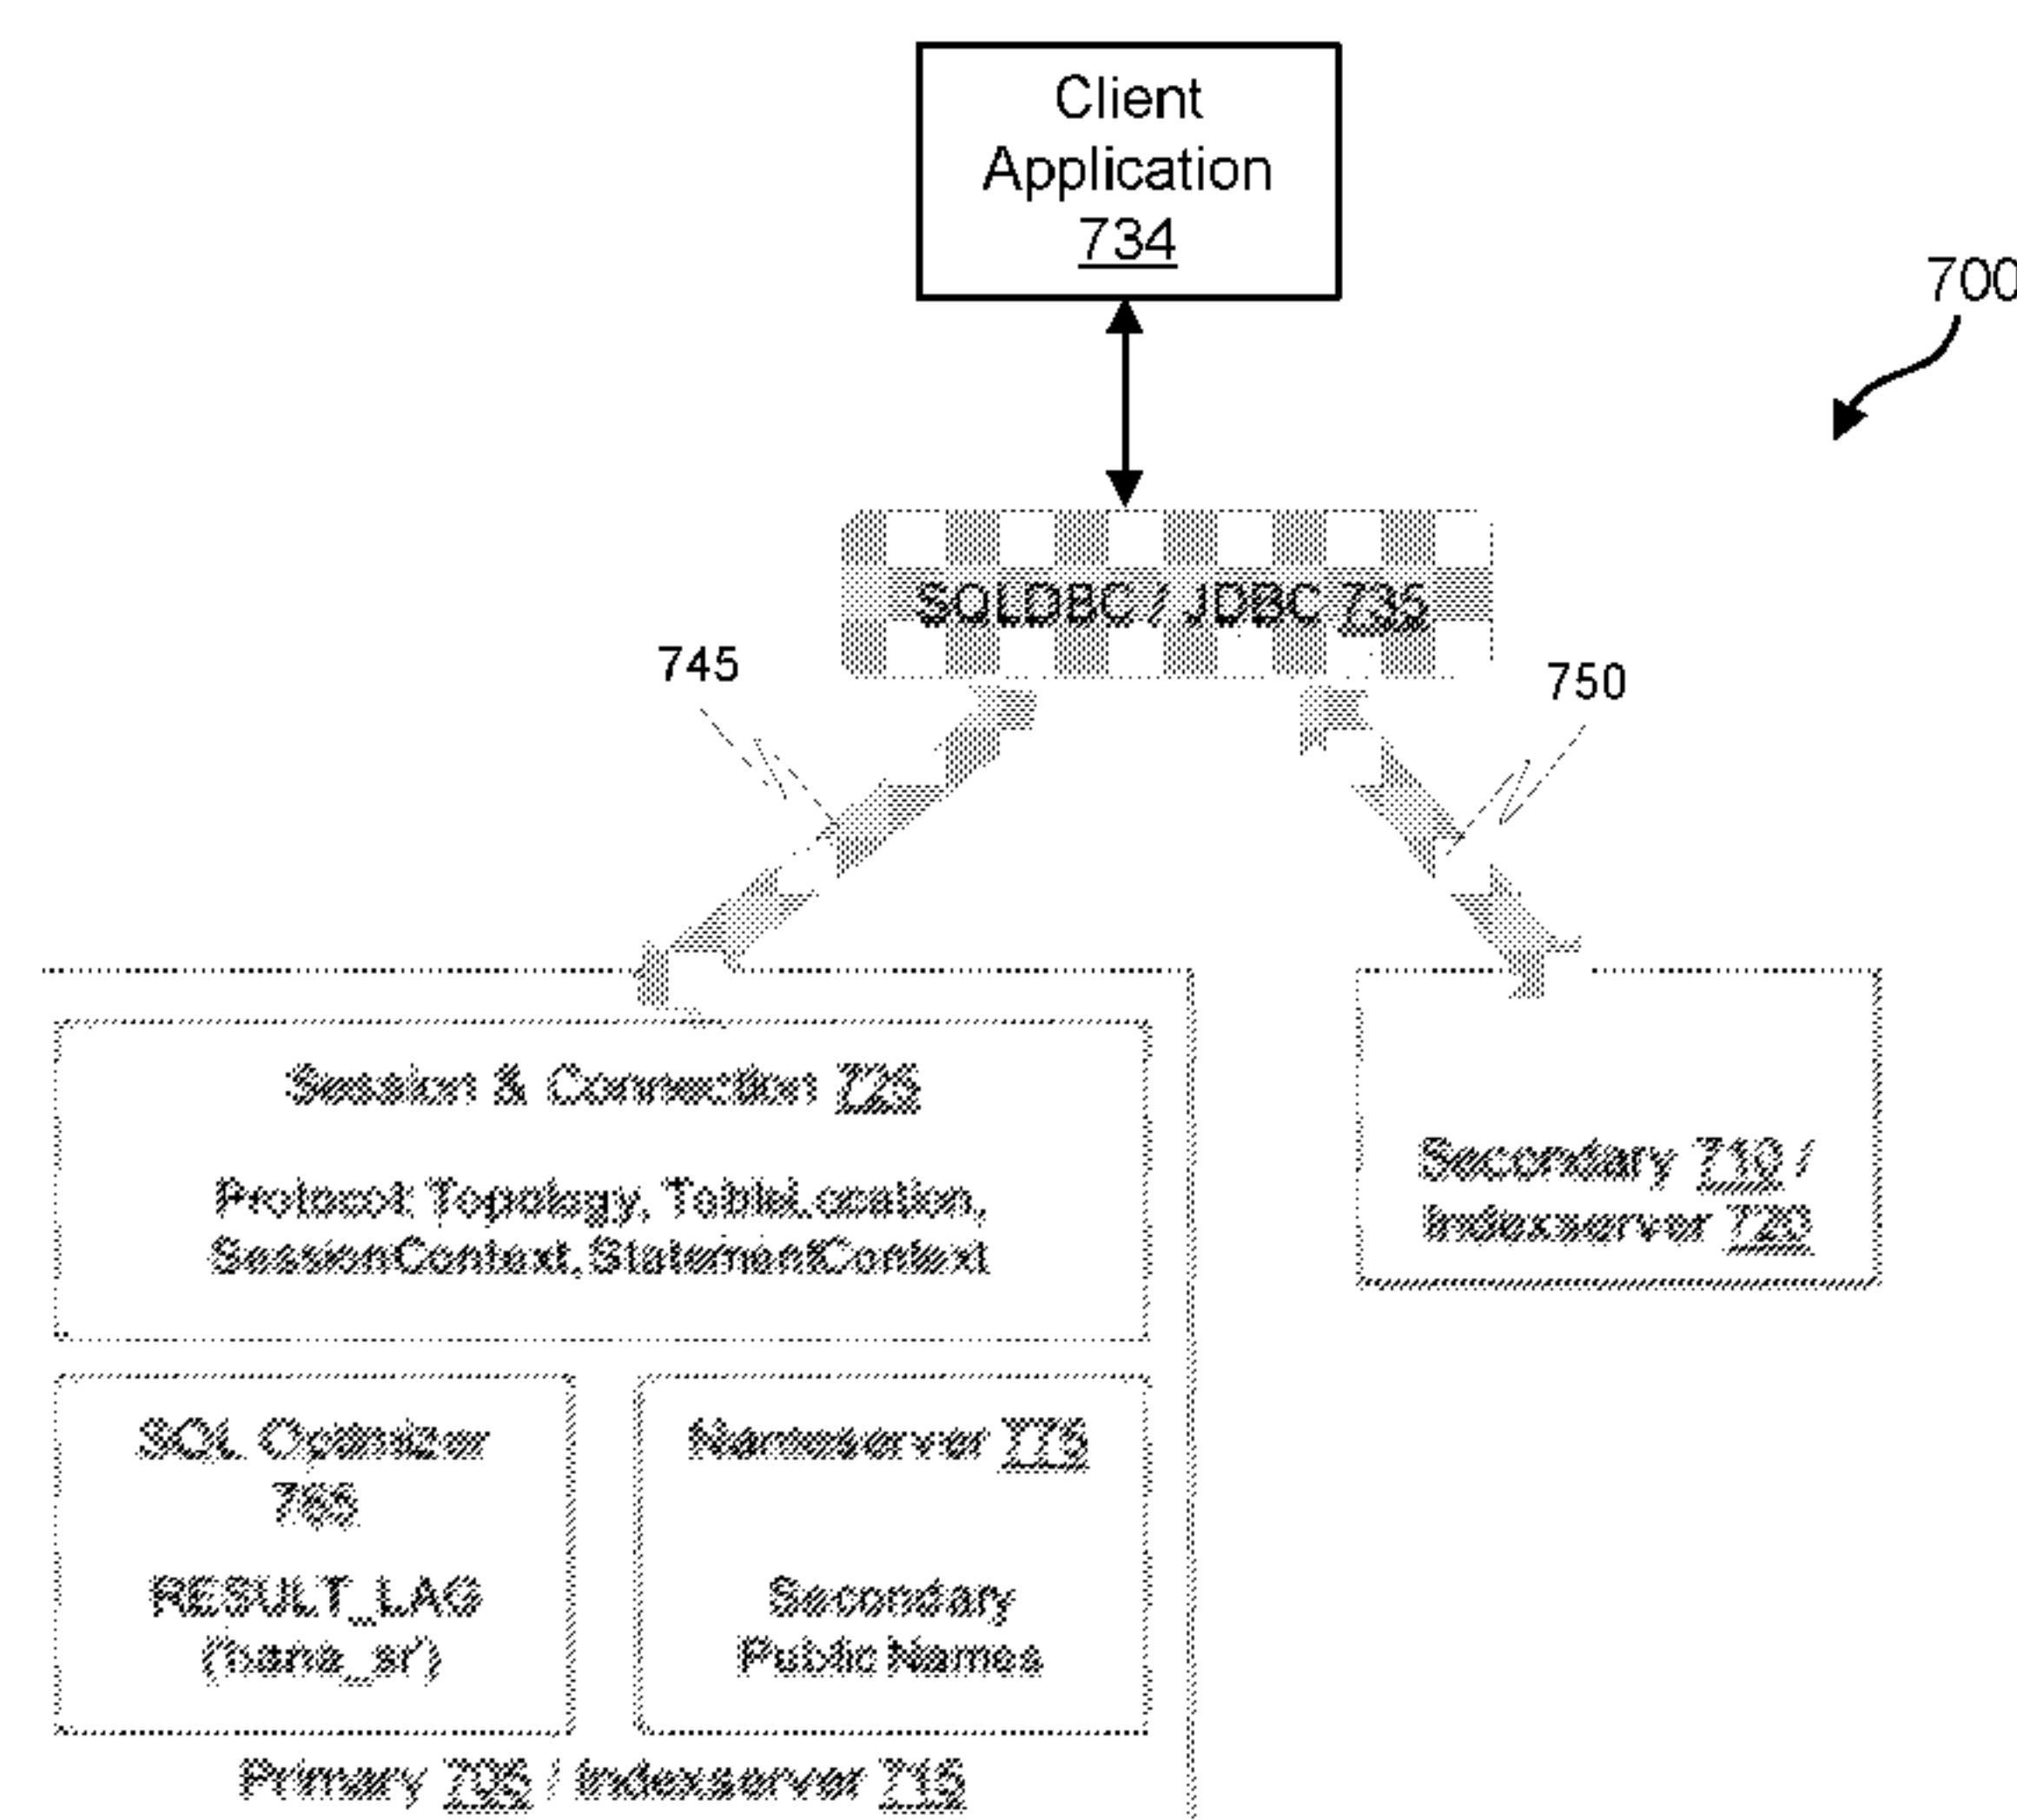 Client
Application
734
700
SQLDBC / JDBC 735
745
750
Session & Connection 725
Protocol: Topology, TableLocation,
SessionContext, StatementContext
Secondary 710 /
Indexserver 720
SQL Optimizer
765
RESULT_LAG
('hana_sr')
Nameserver 775
Secondary
Public Names
Primary 705 / Indexserver 715